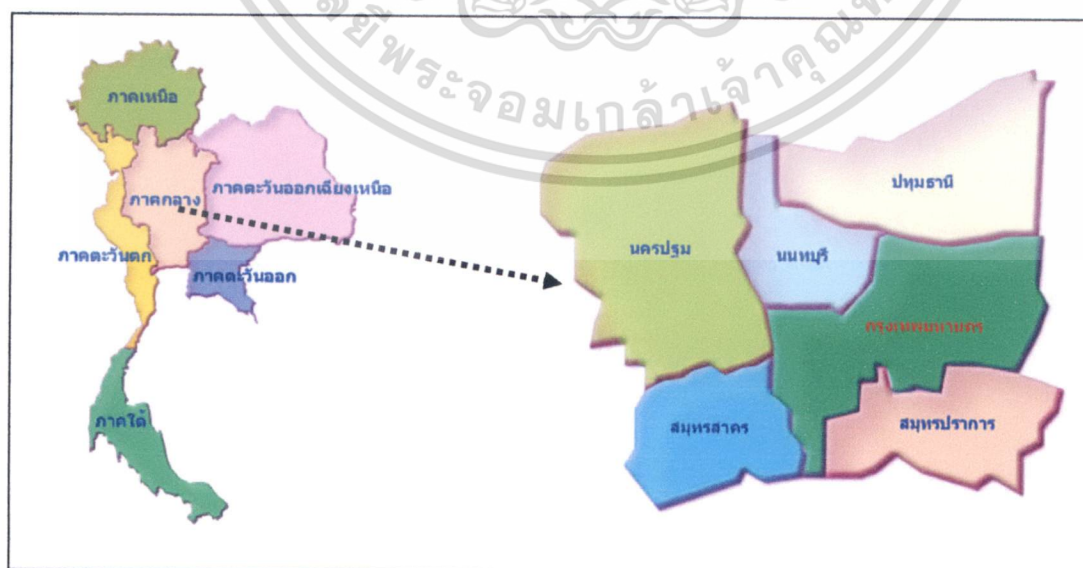 พระจอมเกล้าเจ้าคุณ
ภาคเหนือ
ภาคตะวันออกเฉียงเหนือ
ภาคกลาง
ภาคตะวันตก
ภาคตะวันออก
ภาคใต้
ปทุมธานี
นครปฐม
นนทบุรี
กรุงเทพมหานคร
สมุทรสาคร
สมุทรปราการ